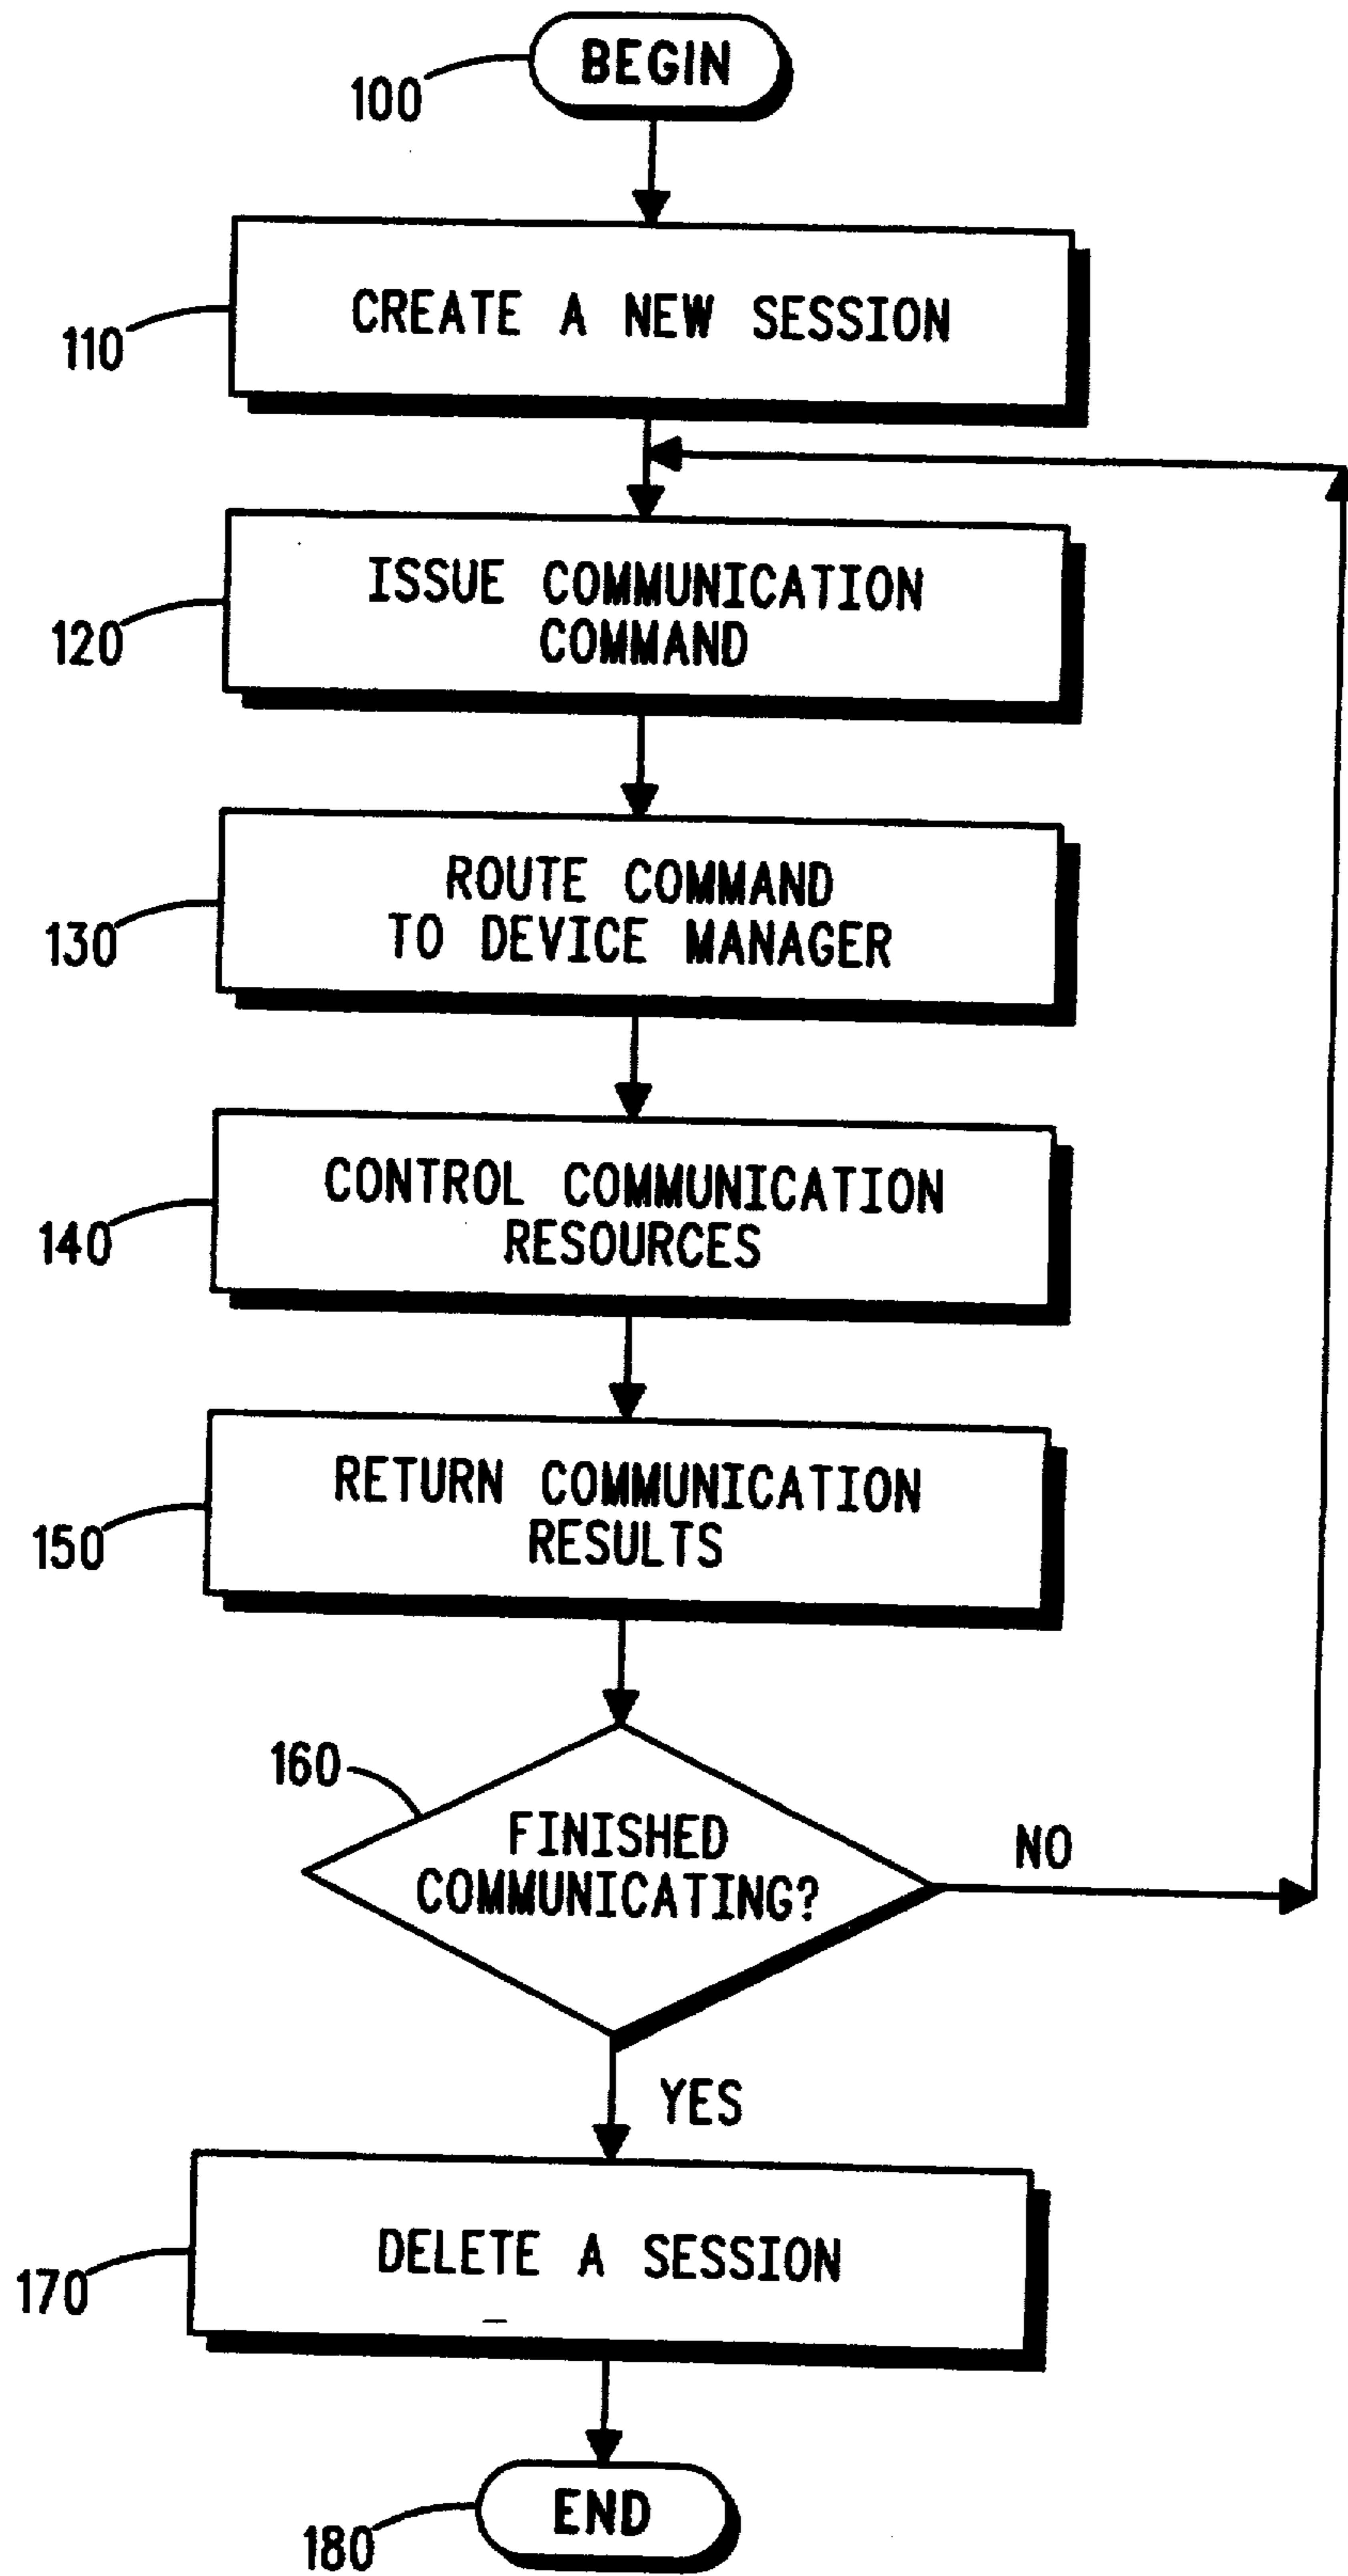 BEGIN
100
CREATE A NEW SESSION
110
ISSUE COMMUNICATION
COMMAND
120
ROUTE COMMAND
TO DEVICE MANAGER
130
CONTROL COMMUNICATION
RESOURCES
140
RETURN COMMUNICATION
RESULTS
150
160
FINISHED
COMMUNICATING?
NO
YES
DELETE A SESSION
170
END
180